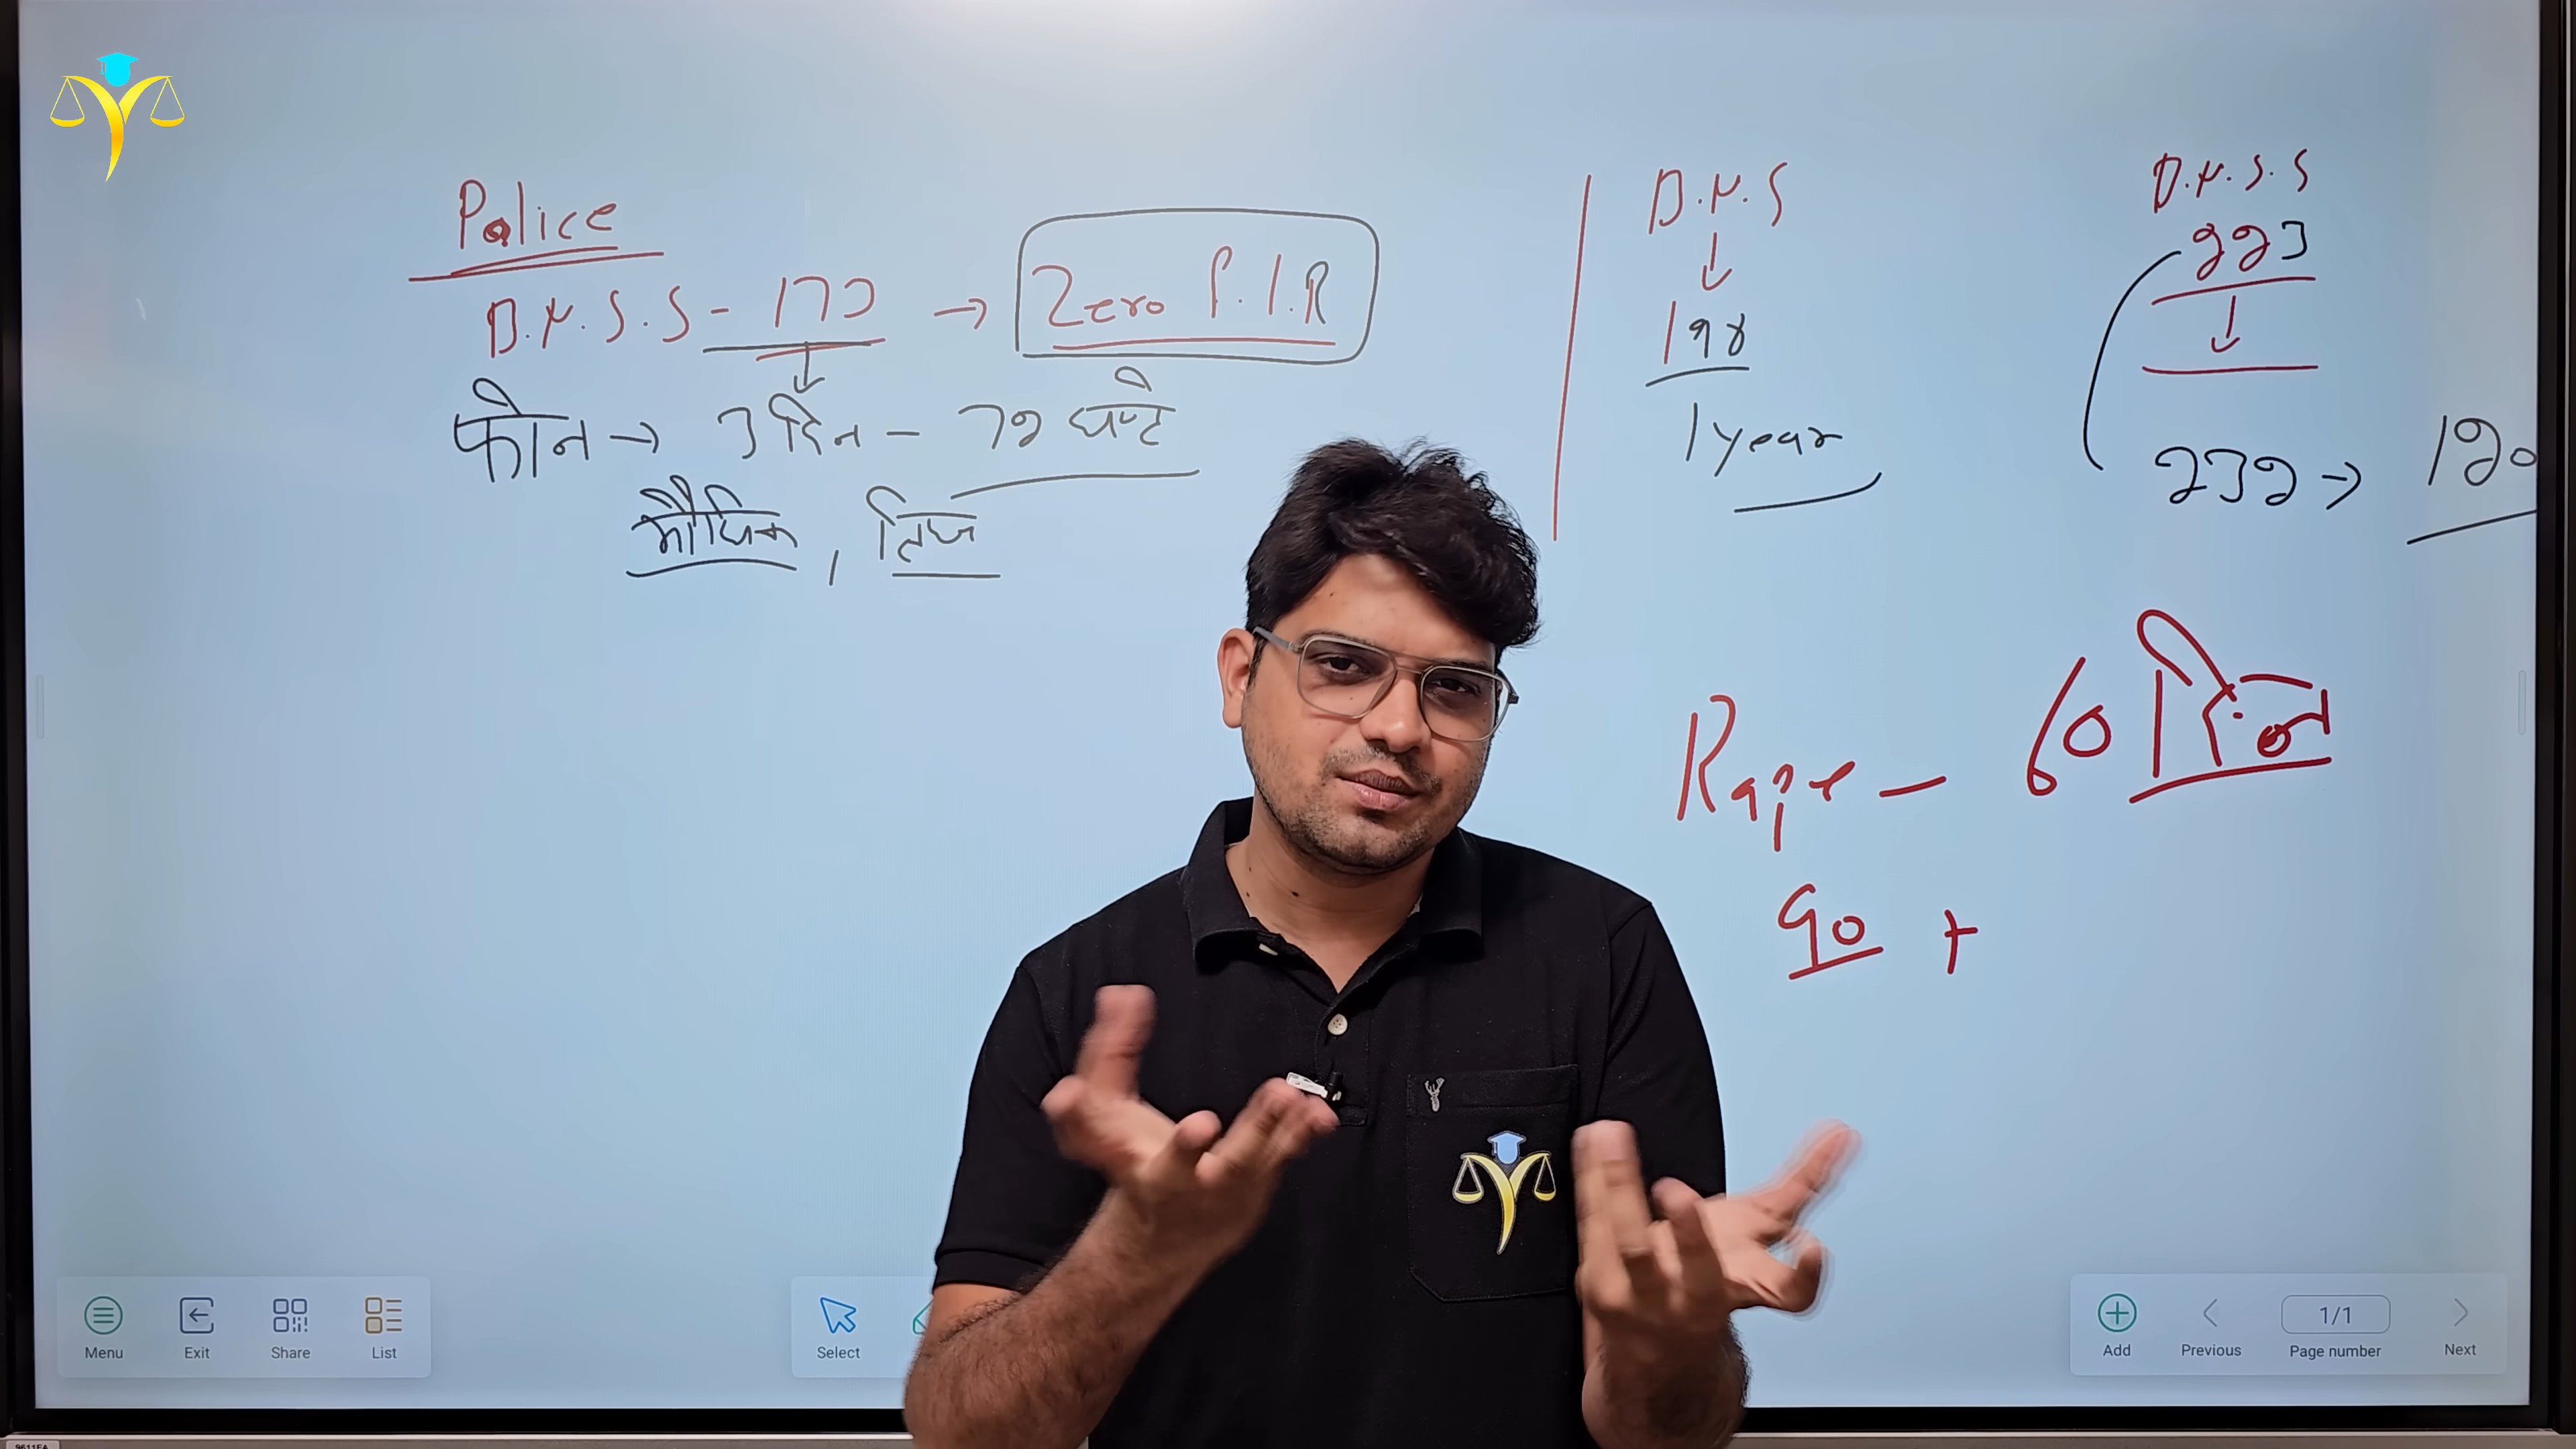 Police
B.N.S.S - 173 → Zero F.I.R
फोन → 3 दिन - 72 घण्टे
मौखिक, लिख
B.N.S
198
1 year
B.N.S.S
223
232 → 120
Rape - 60 दिन
90 +
Menu Exit Share List
Select
Add Previous 1/1 Page number Next